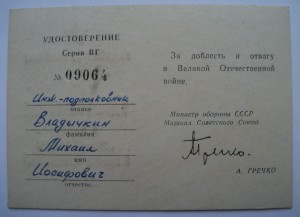 УДОСТОВЕРЕНИЕ
Серия ВГ
№ 09064
Инж.-подполковник
звание
Владичкин
фамилия
Михаил
имя
Иосифович
отчество
За доблесть и отвагу
в Великой Отечественной
войне.
Министр обороны СССР
Маршал Советского Союза
А. ГРЕЧКО